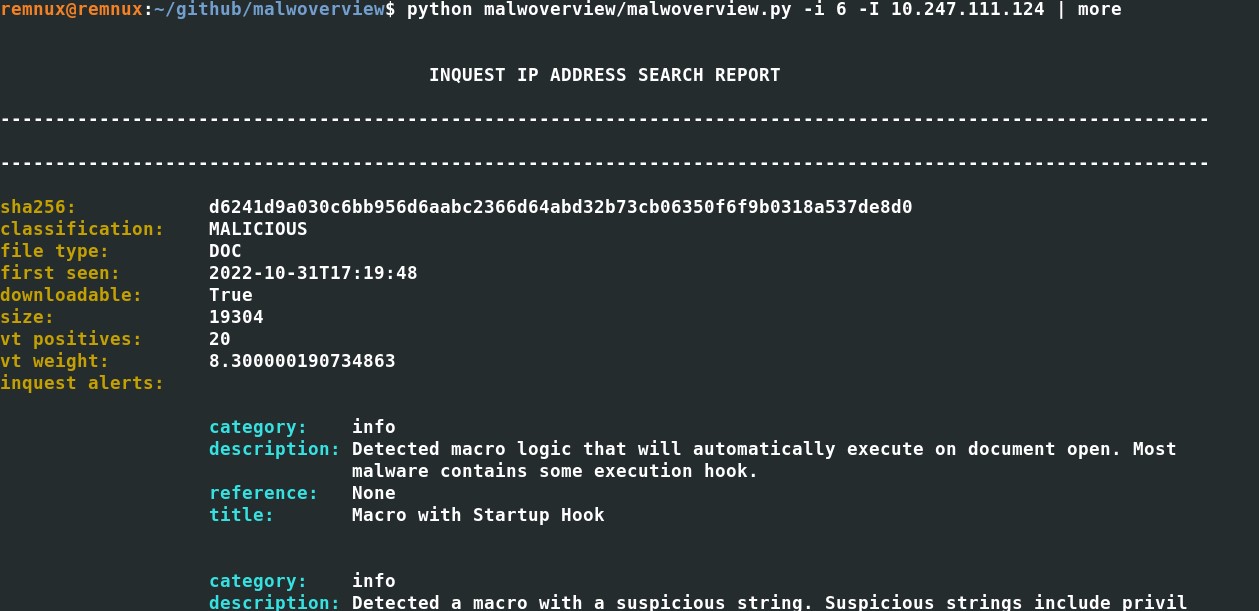 remnux@remnux:~/github/malwoverview$ python malwoverview/malwoverview.py -i 6 -I 10.247.111.124 | more
INQUEST IP ADDRESS SEARCH REPORT
--------------------------------------------------------------------------------------------------------------
--------------------------------------------------------------------------------------------------------------
sha256: d6241d9a030c6bb956d6aabc2366d64abd32b73cb06350f6f9b0318a537de8d0
classification: MALICIOUS
file type: DOC
first seen: 2022-10-31T17:19:48
downloadable: True
size: 19304
vt positives: 20
vt weight: 8.300000190734863
inquest alerts:
category: info
description: Detected macro logic that will automatically execute on document open. Most
malware contains some execution hook.
reference: None
title: Macro with Startup Hook
category: info
description: Detected a macro with a suspicious string. Suspicious strings include privil